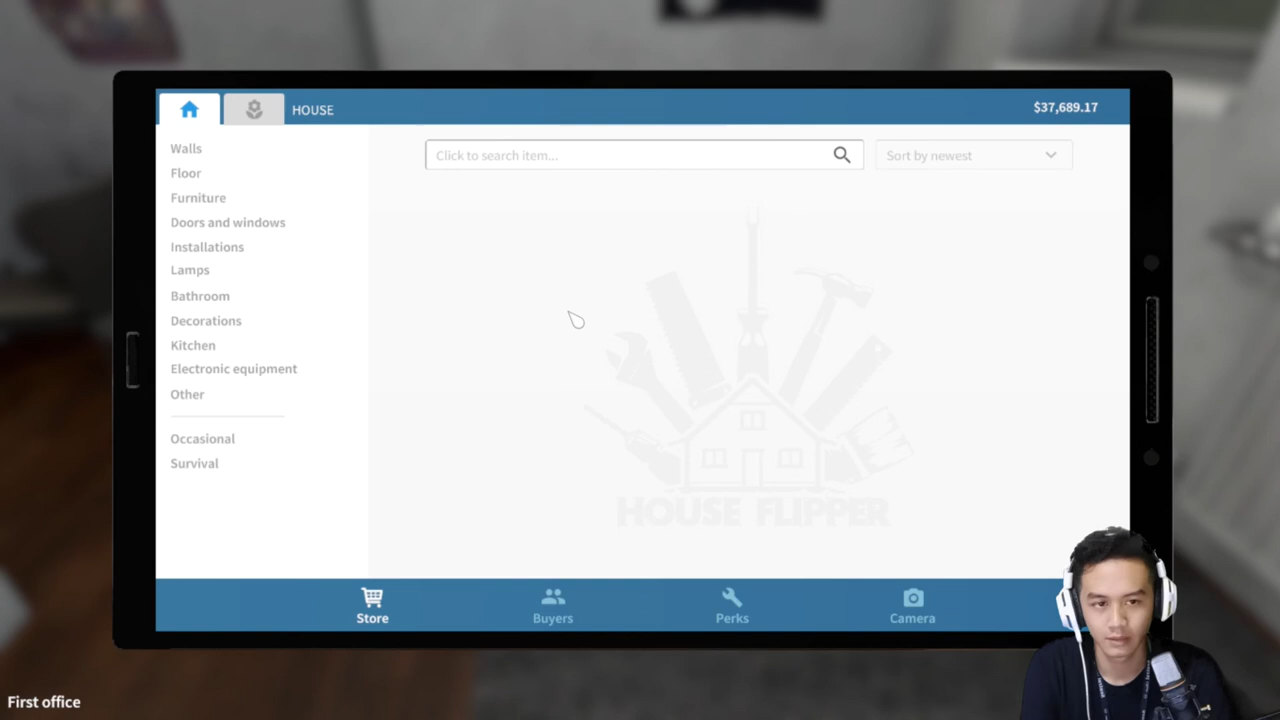 HOUSE
$37,689.17
Click to search item...
Sort by newest
Walls
Floor
Furniture
Doors and windows
Installations
Lamps
Bathroom
Decorations
Kitchen
Electronic equipment
Other
Occasional
Survival
HOUSE FLIPPER
Store
Buyers
Perks
Camera
First office